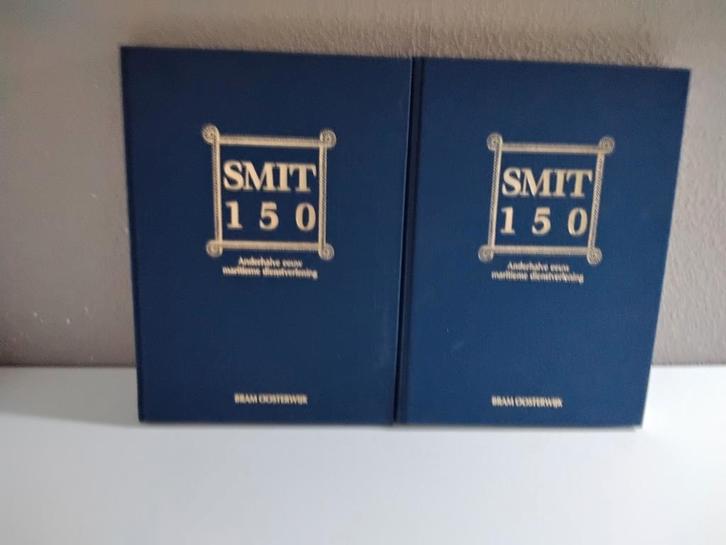 SMIT
150
Anderhalve eeuw
maritieme dienstverlening
BRAM OOSTERWIJK
SMIT
150
Anderhalve eeuw
maritieme dienstverlening
BRAM OOSTERWIJK